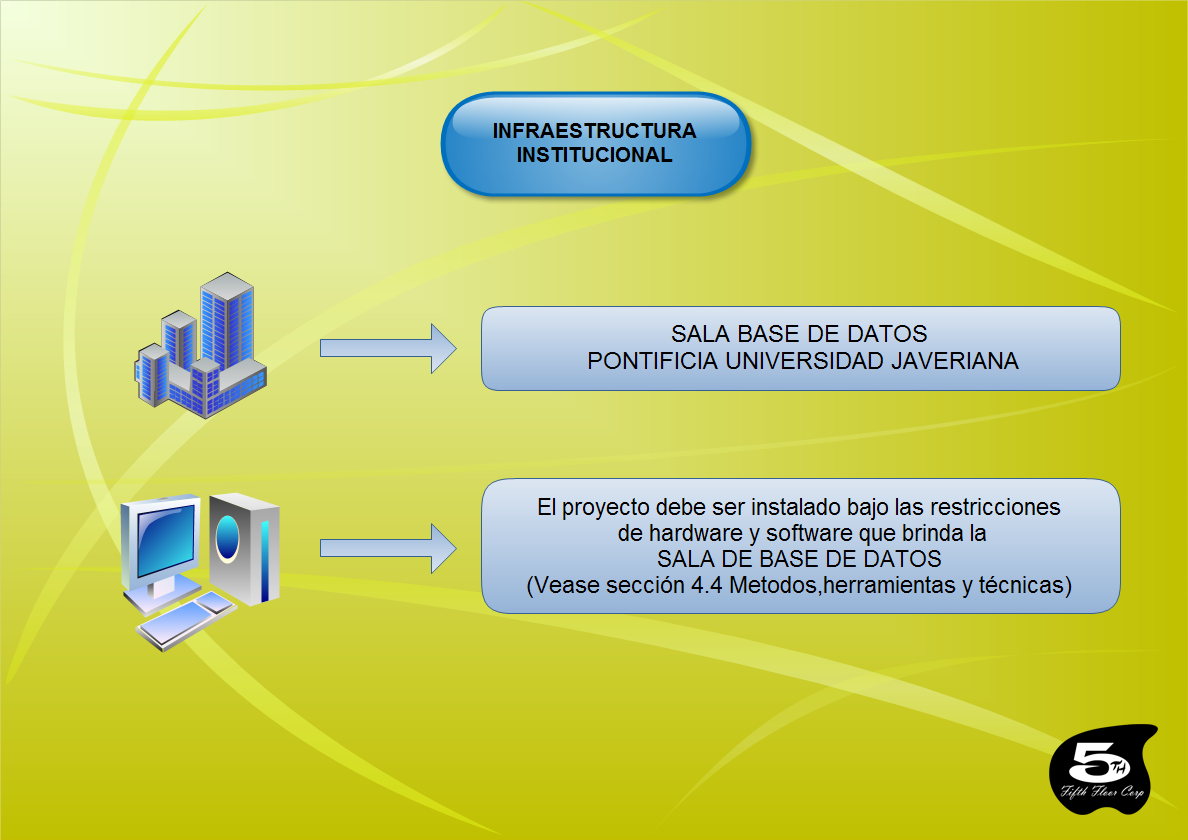 INFRAESTRUCTURA
INSTITUCIONAL
SALA BASE DE DATOS
PONTIFICIA UNIVERSIDAD JAVERIANA
El proyecto debe ser instalado bajo las restricciones
de hardware y software que brinda la
SALA DE BASE DE DATOS
(Vease sección 4.4 Metodos,herramientas y técnicas)
5TH
Fifth Floor Corp